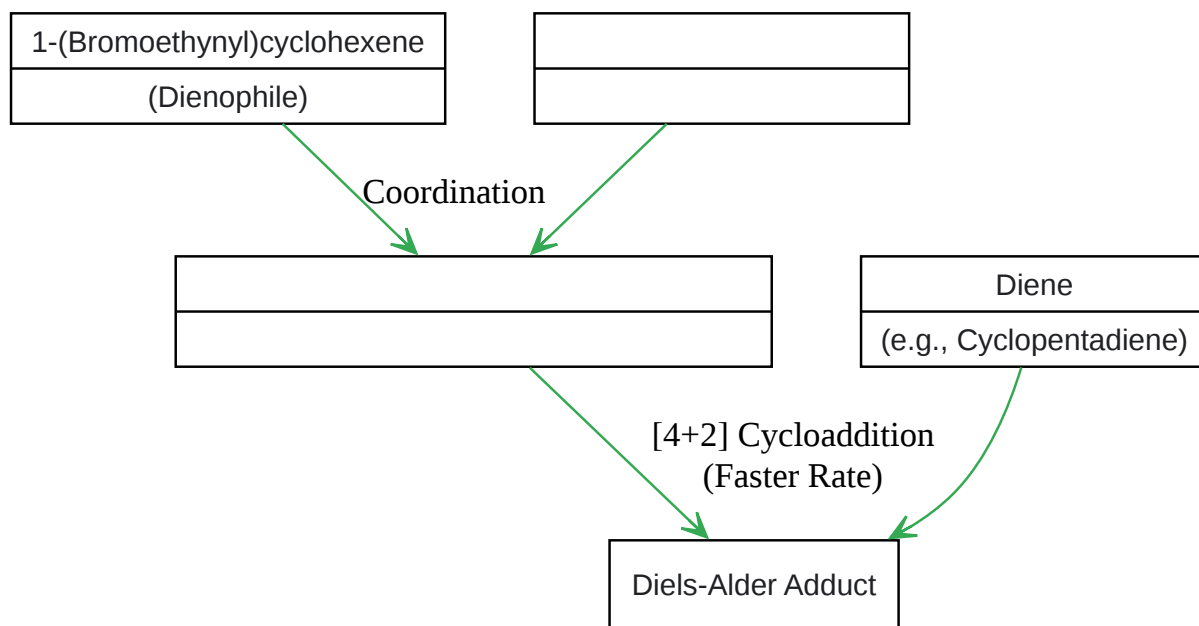 1-(Bromoethynyl)cyclohexene
(Dienophile)
Coordination
Diene
(e.g., Cyclopentadiene)
[4+2] Cycloaddition
(Faster Rate)
Diels-Alder Adduct